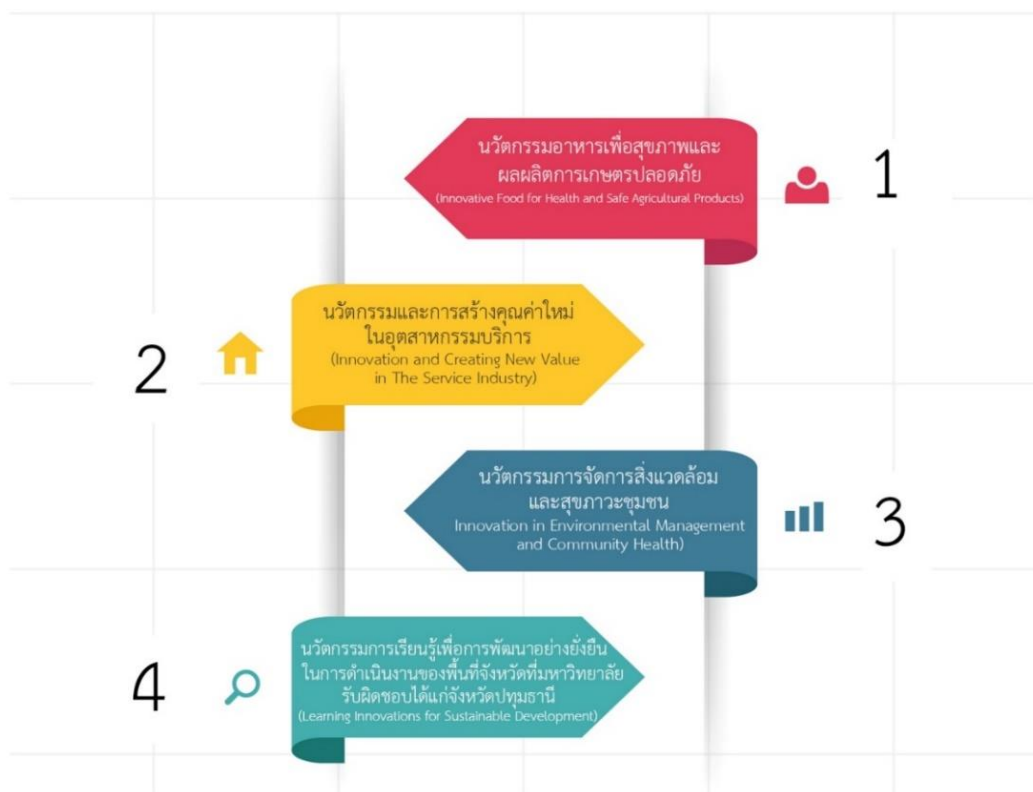 นวัตกรรมอาหารเพื่อสุขภาพและ
ผลผลิตการเกษตรปลอดภัย
(Innovative Food for Health and Safe Agricultural Products)
1
2
นวัตกรรมและการสร้างคุณค่าใหม่
ในอุตสาหกรรมบริการ
(Innovation and Creating New Value
in The Service Industry)
นวัตกรรมการจัดการสิ่งแวดล้อม
และสุขภาวะชุมชน
Innovation in Environmental Management
and Community Health)
3
4
นวัตกรรมการเรียนรู้เพื่อการพัฒนาอย่างยั่งยืน
ในการดำเนินงานของพื้นที่จังหวัดที่มหาวิทยาลัย
รับผิดชอบได้แก่จังหวัดปทุมธานี
(Learning Innovations for Sustainable Development)